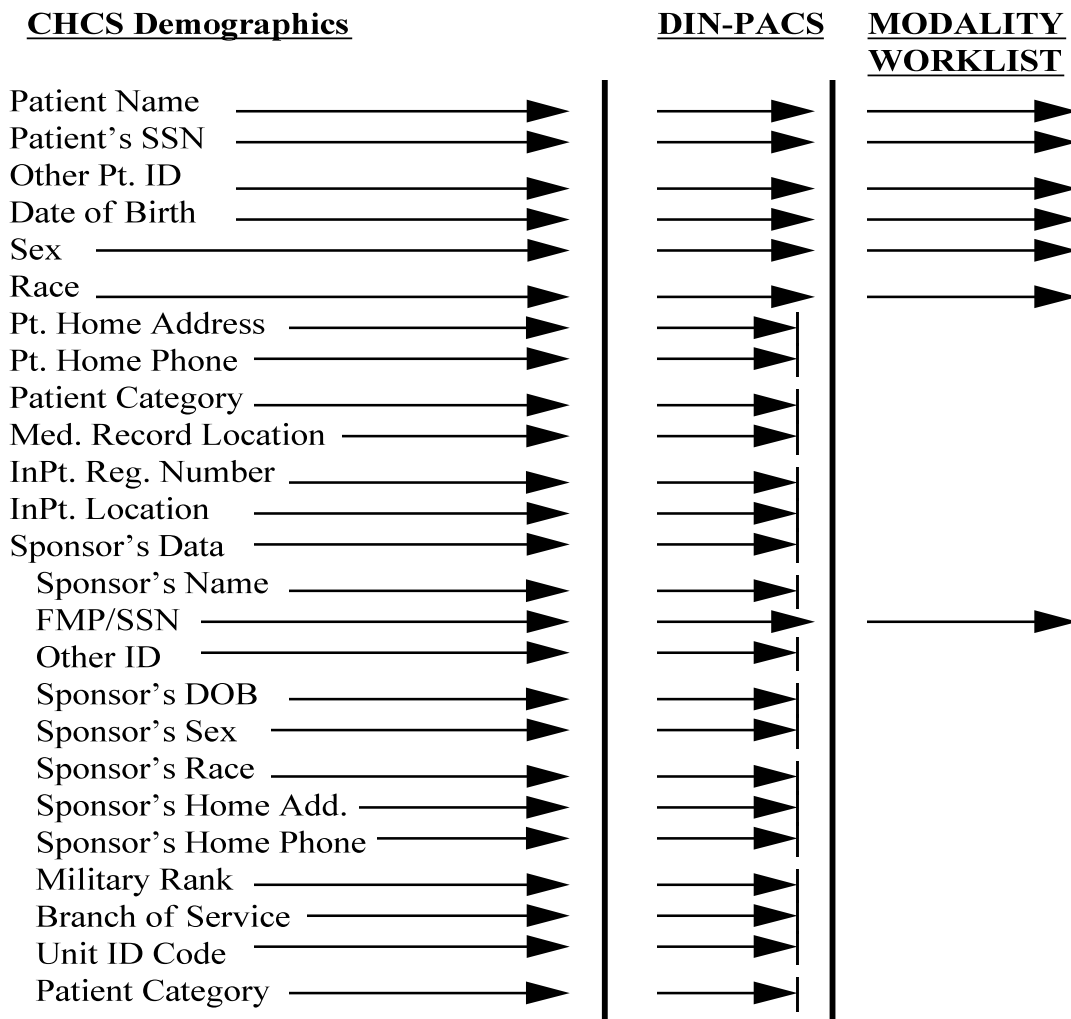 CHCS Demographics DIN-PACS MODALITY
WORKLIST
Patient Name
Patient’s SSN
Other Pt. ID
Date of Birth
Sex
Race
Pt. Home Address
Pt. Home Phone
Patient Category
Med. Record Location
InPt. Reg. Number
InPt. Location
Sponsor’s Data
Sponsor’s Name
FMP/SSN
Other ID
Sponsor’s DOB
Sponsor’s Sex
Sponsor’s Race
Sponsor’s Home Add.
Sponsor’s Home Phone
Military Rank
Branch of Service
Unit ID Code
Patient Category